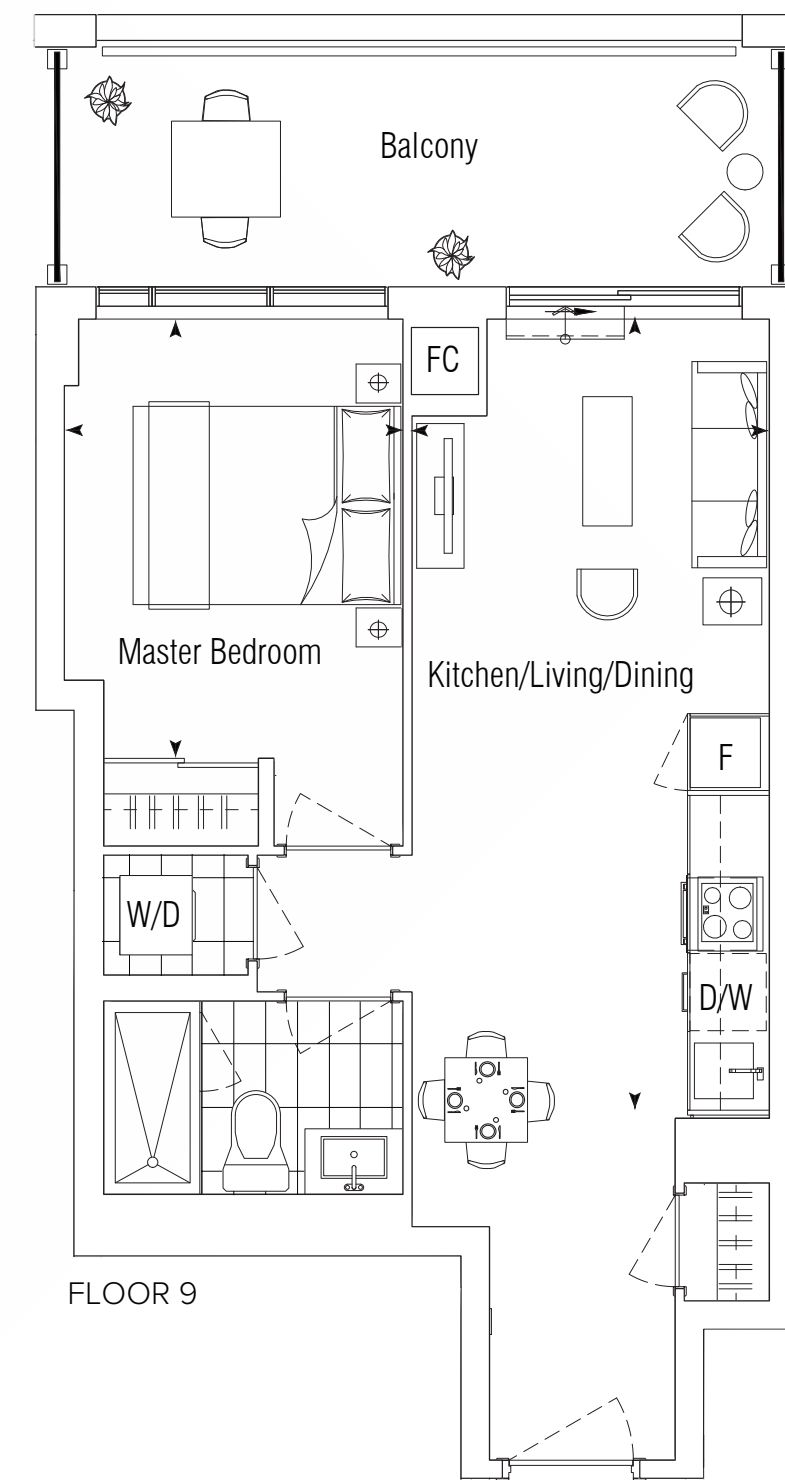 Balcony
FC
Master Bedroom
Kitchen/Living/Dining
F
W/D
D/W
FLOOR 9